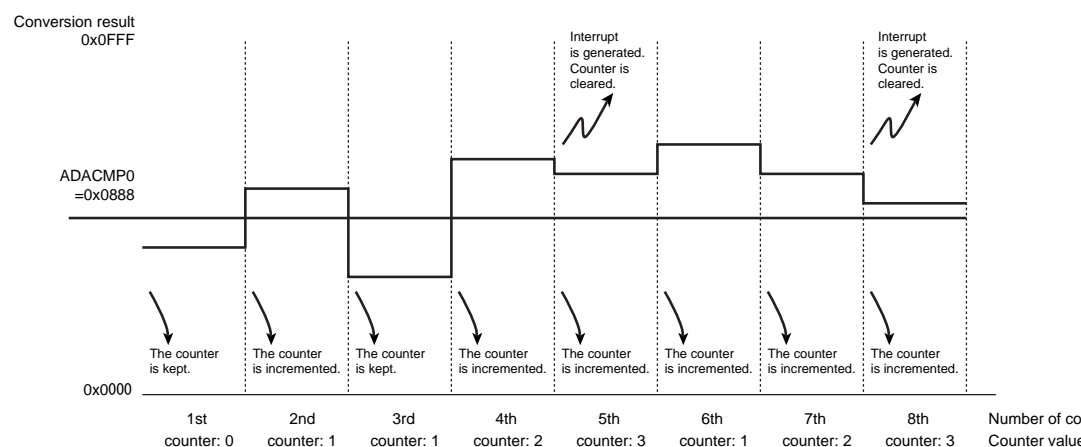 Conversion result
0x0FFF
Interrupt
is generated.
Counter is
cleared.
Interrupt
is generated.
Counter is
cleared.
ADACMP0
=0x0888
The counter
is kept.
The counter
is incremented.
The counter
is kept.
The counter
is incremented.
The counter
is incremented.
The counter
is incremented.
The counter
is incremented.
The counter
is incremented.
0x0000
1st 2nd 3rd 4th 5th 6th 7th 8th Number of
counter: 0 counter: 1 counter: 1 counter: 2 counter: 3 counter: 1 counter: 2 counter: 3 Counter value